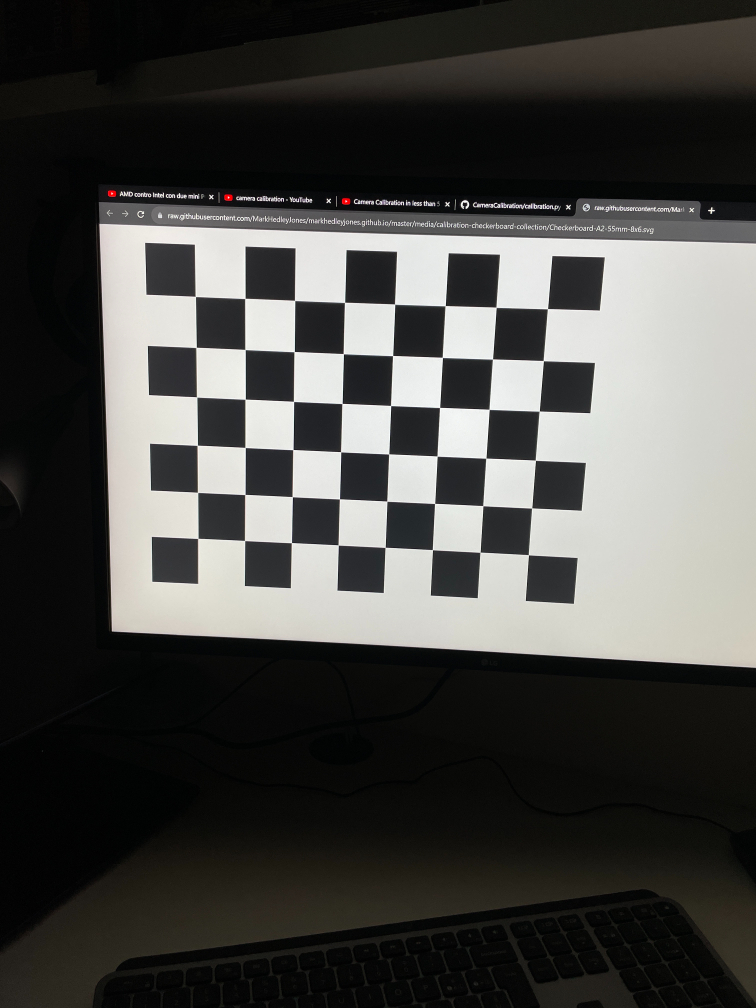 AMD contro Intel con due mini P
camera calibration - YouTube
Camera Calibration in less than 5
CameraCalibration/calibration.py
raw.githubusercontent.com/Mark
raw.githubusercontent.com/MarkHedleyJones/markhedleyjones.github.io/master/media/calibration-checkerboard-collection/Checkerboard-A2-55mm-8x6.svg
LG